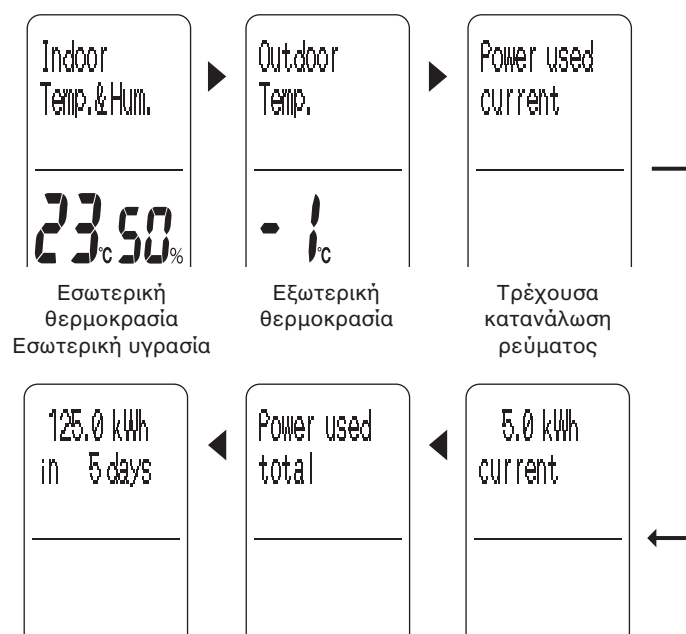 Indoor
Temp.&Hum.
23°C 50%
Outdoor
Temp.
-1°C
Power used
current
Εσωτερική
θερμοκρασία
Εσωτερική υγρασία
Εξωτερική
θερμοκρασία
Τρέχουσα
κατανάλωση
ρεύματος
125.0 kWh
in 5 days
Power used
total
5.0 kWh
current